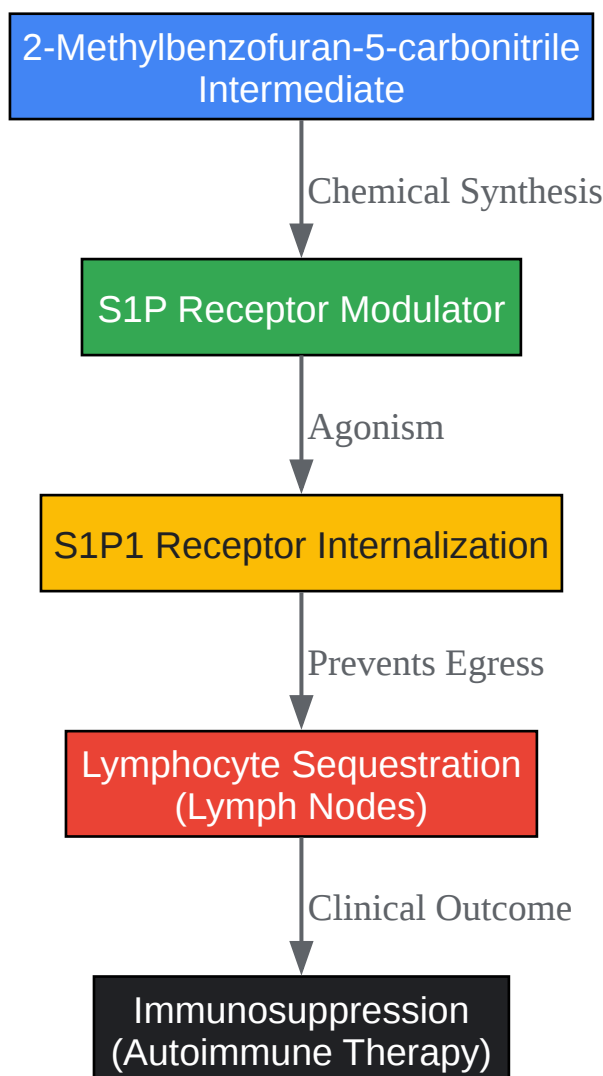 2-Methylbenzofuran-5-carbonitrile
Intermediate
Chemical Synthesis
S1P Receptor Modulator
Agonism
S1P1 Receptor Internalization
Prevents Egress
Lymphocyte Sequestration
(Lymph Nodes)
Clinical Outcome
Immunosuppression
(Autoimmune Therapy)